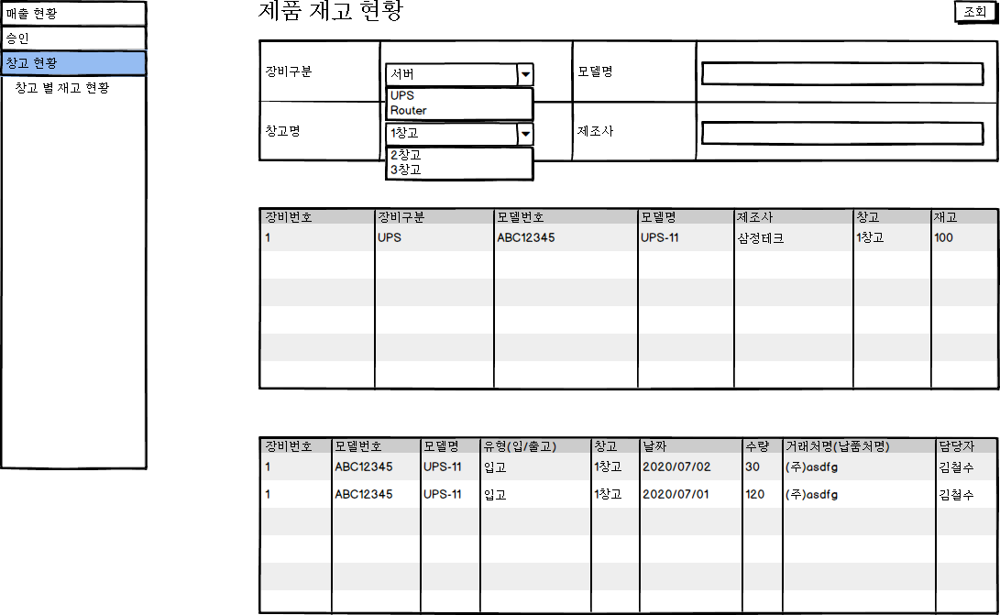 매출 현황
승인
창고 현황
창고 별 재고 현황
제품 재고 현황
조회
장비구분 서버 모델명
UPS
Router
창고명 1창고 제조사
2창고
3창고
장비번호 장비구분 모델번호 모델명 제조사 창고 재고
1 UPS ABC12345 UPS-11 삼정테크 1창고 100
장비번호 모델번호 모델명 유형(입/출고) 창고 날짜 수량 거래처명(납품처명) 담당자
1 ABC12345 UPS-11 입고 1창고 2020/07/02 30 (주)asdfg 김철수
1 ABC12345 UPS-11 입고 1창고 2020/07/01 120 (주)asdfg 김철수